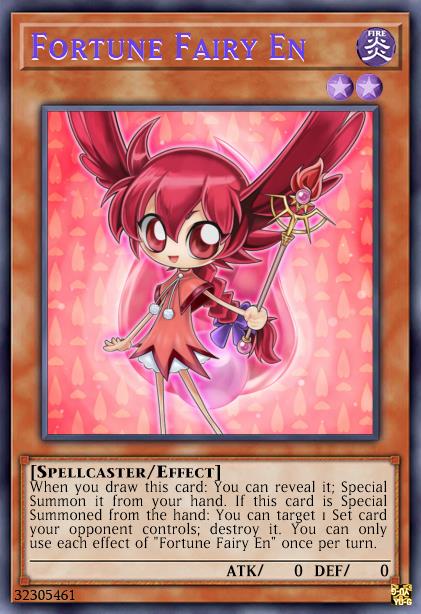 Fortune Fairy En
FIRE
炎
[Spellcaster/Effect]
When you draw this card: You can reveal it; Special
Summon it from your hand. If this card is Special
Summoned from the hand: You can target 1 Set card
your opponent controls; destroy it. You can only
use each effect of "Fortune Fairy En" once per turn.
ATK/ 0 DEF/ 0
32305461